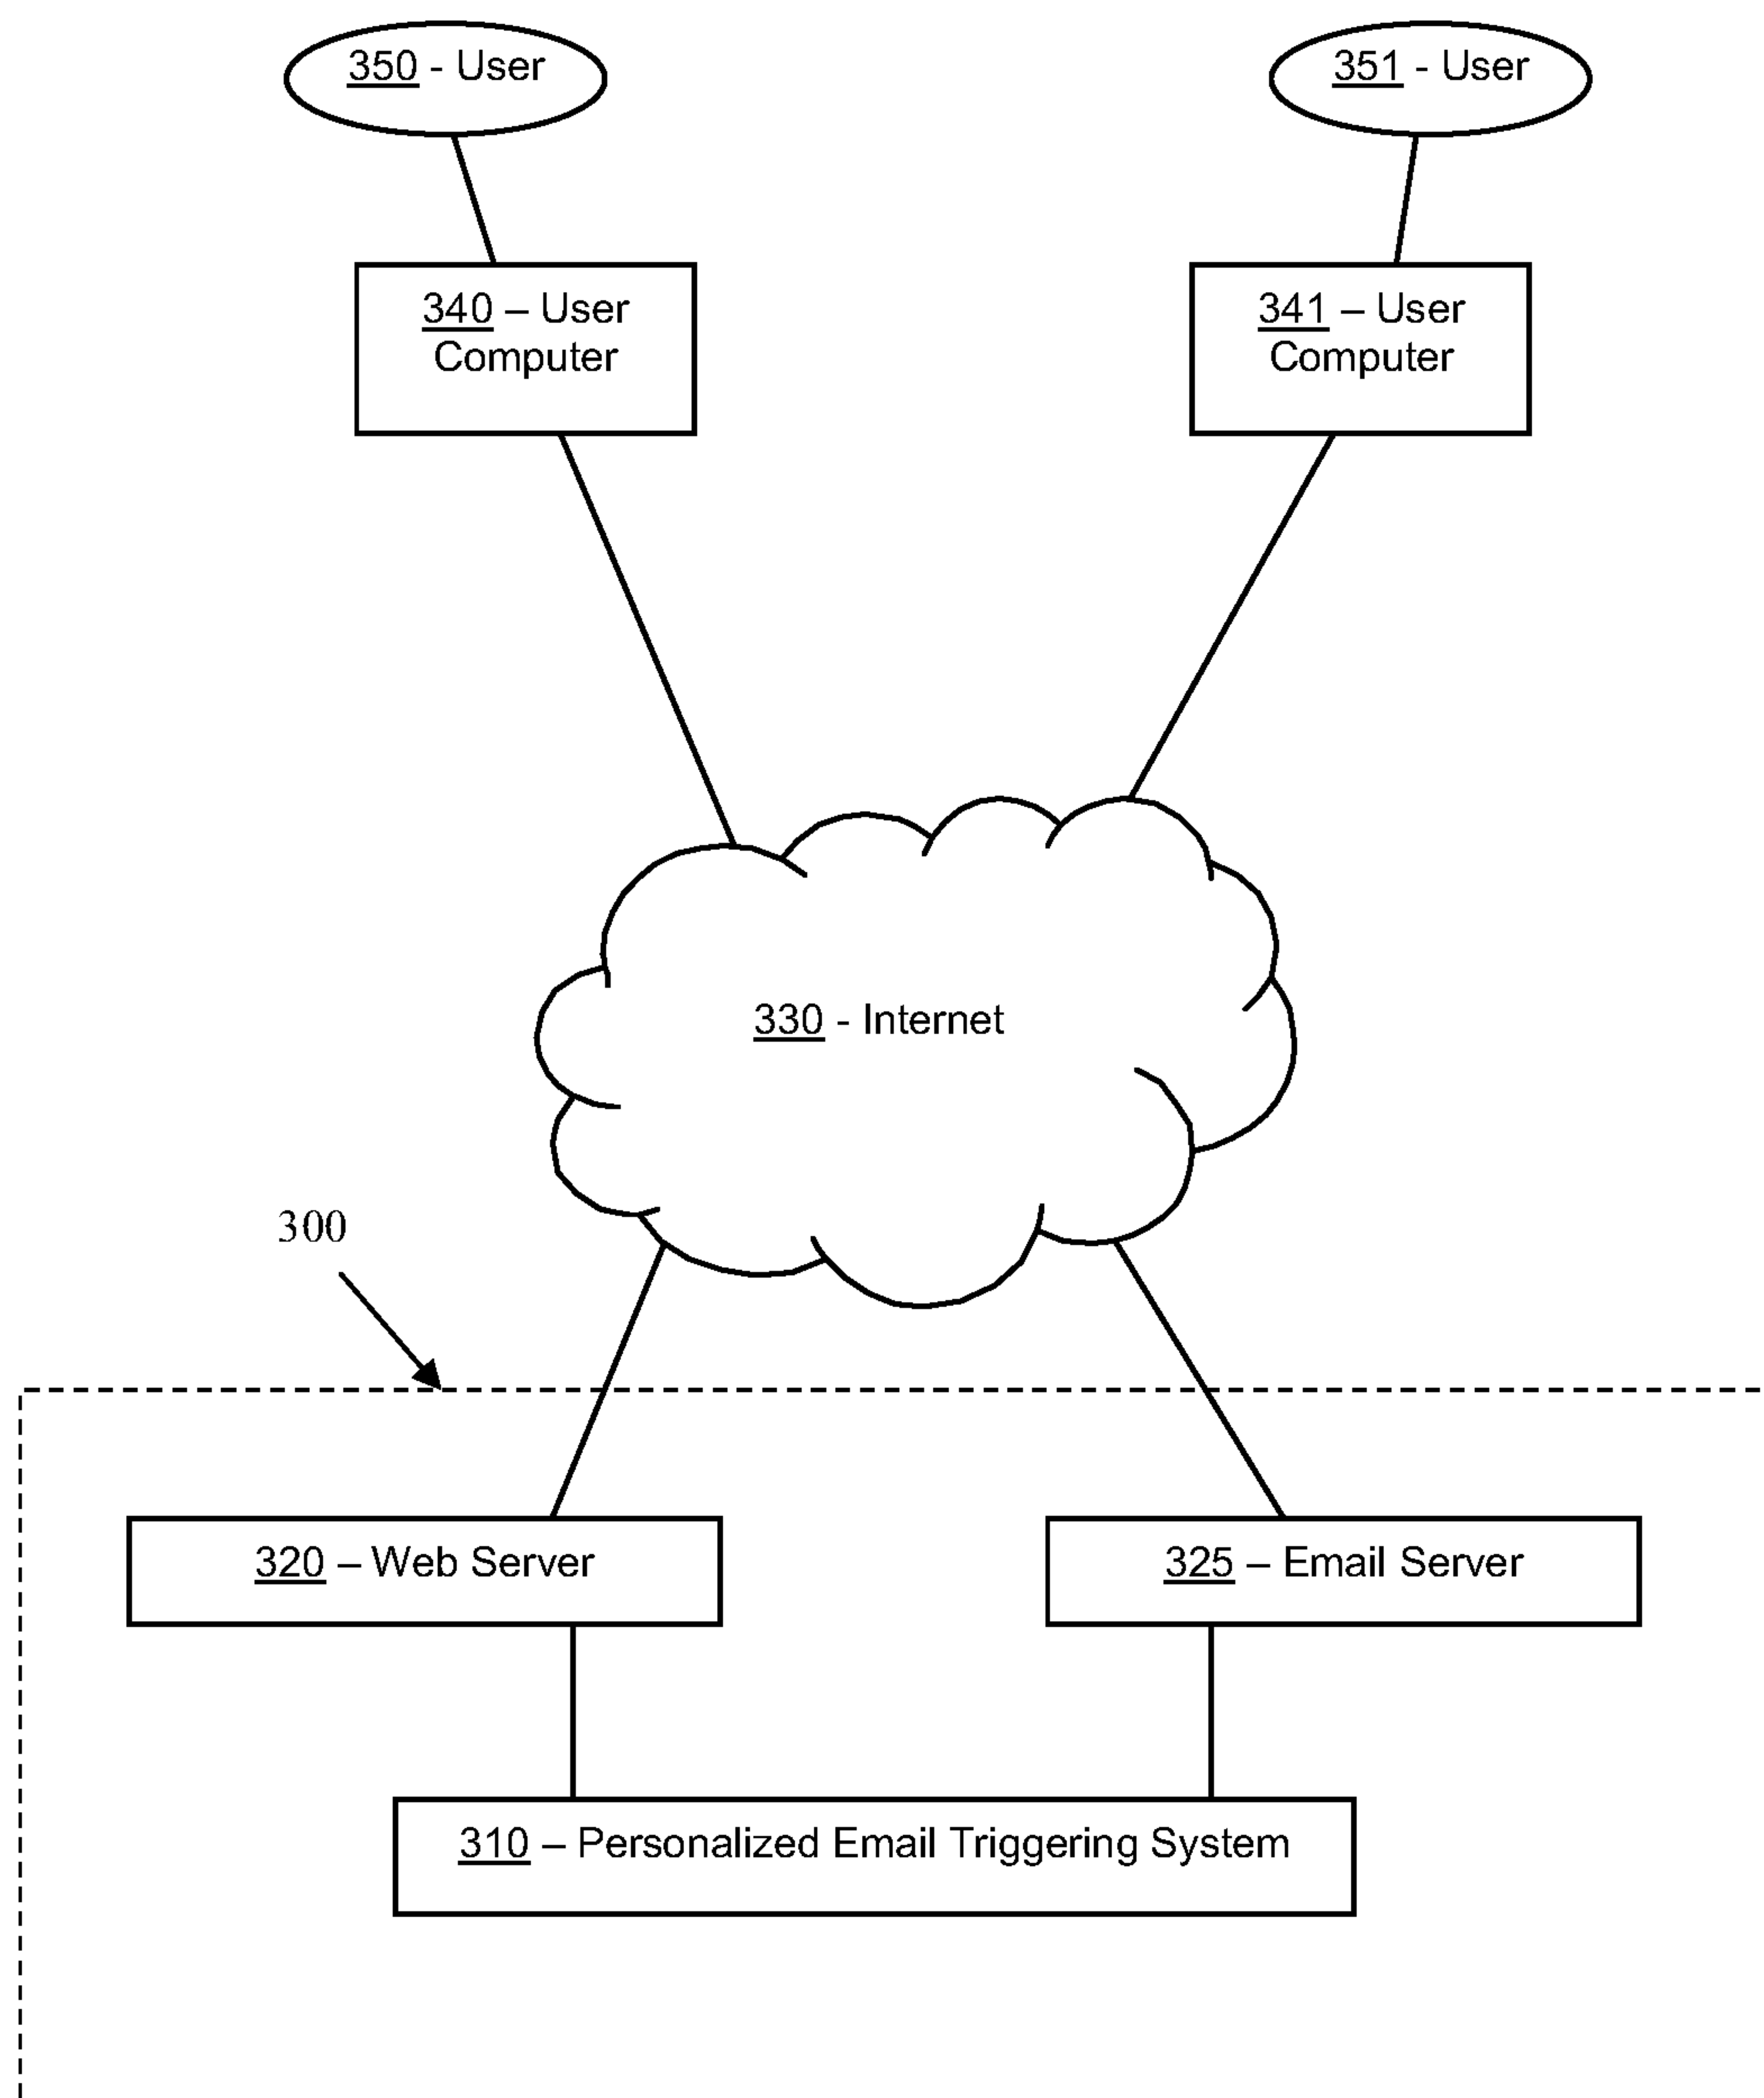 350 - User
351 - User
340 – User
Computer
341 – User
Computer
330 - Internet
300
320 – Web Server
325 – Email Server
310 – Personalized Email Triggering System